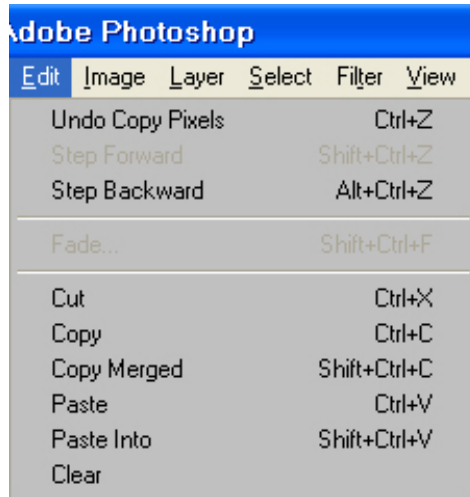 Adobe Photoshop
Edit Image Layer Select Filter View
Undo Copy Pixels Ctrl+Z
Step Forward Shift+Ctrl+Z
Step Backward Alt+Ctrl+Z
Fade... Shift+Ctrl+F
Cut Ctrl+X
Copy Ctrl+C
Copy Merged Shift+Ctrl+C
Paste Ctrl+V
Paste Into Shift+Ctrl+V
Clear